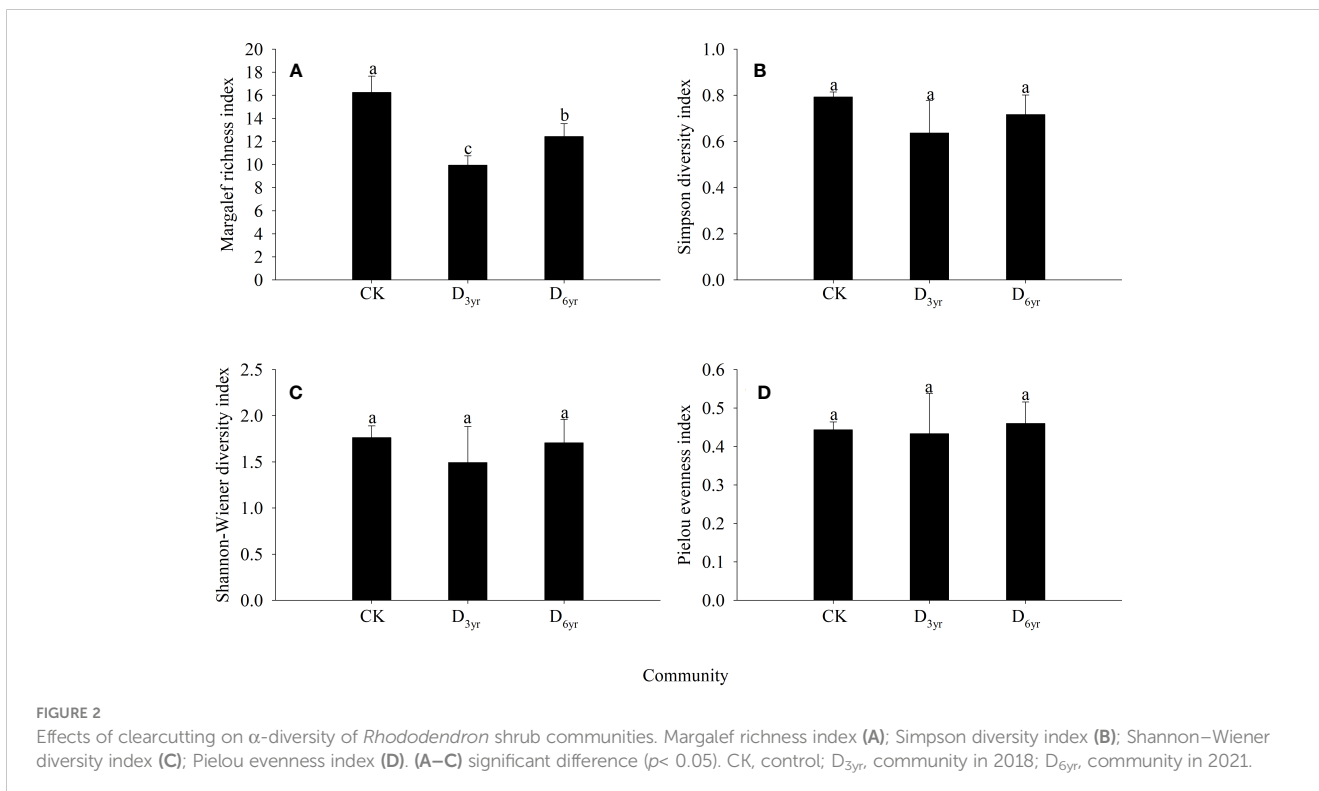 A
Margalef richness index
20
18
16
14
12
10
8
6
4
2
0
a
c
b
CK
D3yr
D6yr
B
Simpson diversity index
1.0
0.8
0.6
0.4
0.2
0.0
a
a
a
CK
D3yr
D6yr
C
Shannon-Wiener diversity index
2.5
2.0
1.5
1.0
0.5
0.0
a
a
a
CK
D3yr
D6yr
D
Pielou evenness index
0.6
0.5
0.4
0.3
0.2
0.1
0.0
a
a
a
CK
D3yr
D6yr
Community
FIGURE 2
Effects of clearcutting on α-diversity of Rhododendron shrub communities. Margalef richness index (A); Simpson diversity index (B); Shannon–Wiener
diversity index (C); Pielou evenness index (D). (A–C) significant difference (p< 0.05). CK, control; D3yr, community in 2018; D6yr, community in 2021.